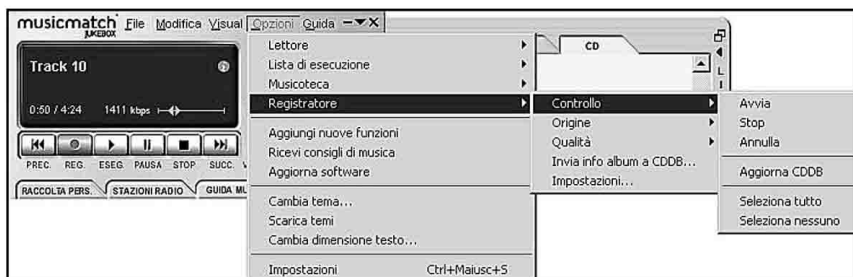 musicmatch File Modifica Visual Opzioni Guida
JUKEBOX
Track 10
0:50 / 4:24 1411 kbps
PREC. REG. ESEG. PAUSA STOP SUCC.
RACCOLTA PERS. STAZIONI RADIO GUIDA
Lettore
Lista di esecuzione
Musicoteca
Registratore
Aggiungi nuove funzioni
Ricevi consigli di musica
Aggiorna software
Cambia tema...
Scarica temi
Cambia dimensione testo...
Impostazioni Ctrl+Maiusc+S
CD
Controllo
Origine
Qualità
Invia info album a CDDB...
Impostazioni...
Avvia
Stop
Annulla
Aggiorna CDDB
Seleziona tutto
Seleziona nessuno